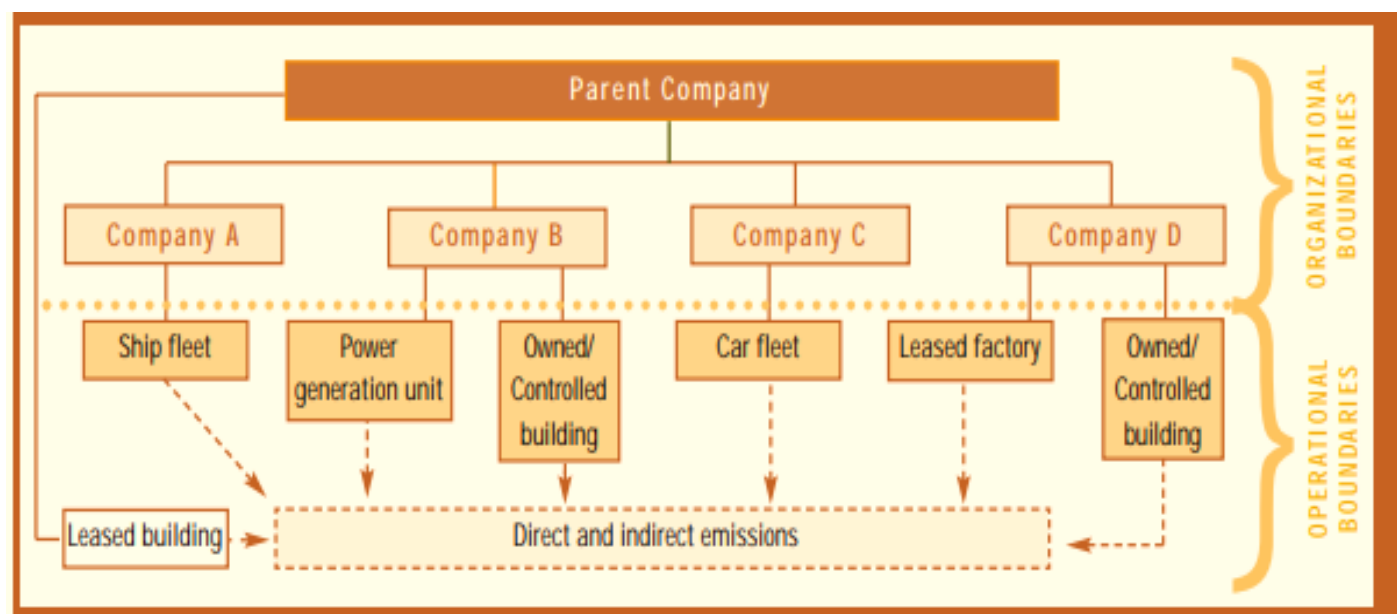 Parent Company
Company A
Company B
Company C
Company D
ORGANIZATIONAL
BOUNDARIES
Ship fleet
Power
generation unit
Owned/
Controlled
building
Car fleet
Leased factory
Owned/
Controlled
building
OPERATIONAL
BOUNDARIES
Leased building
Direct and indirect emissions